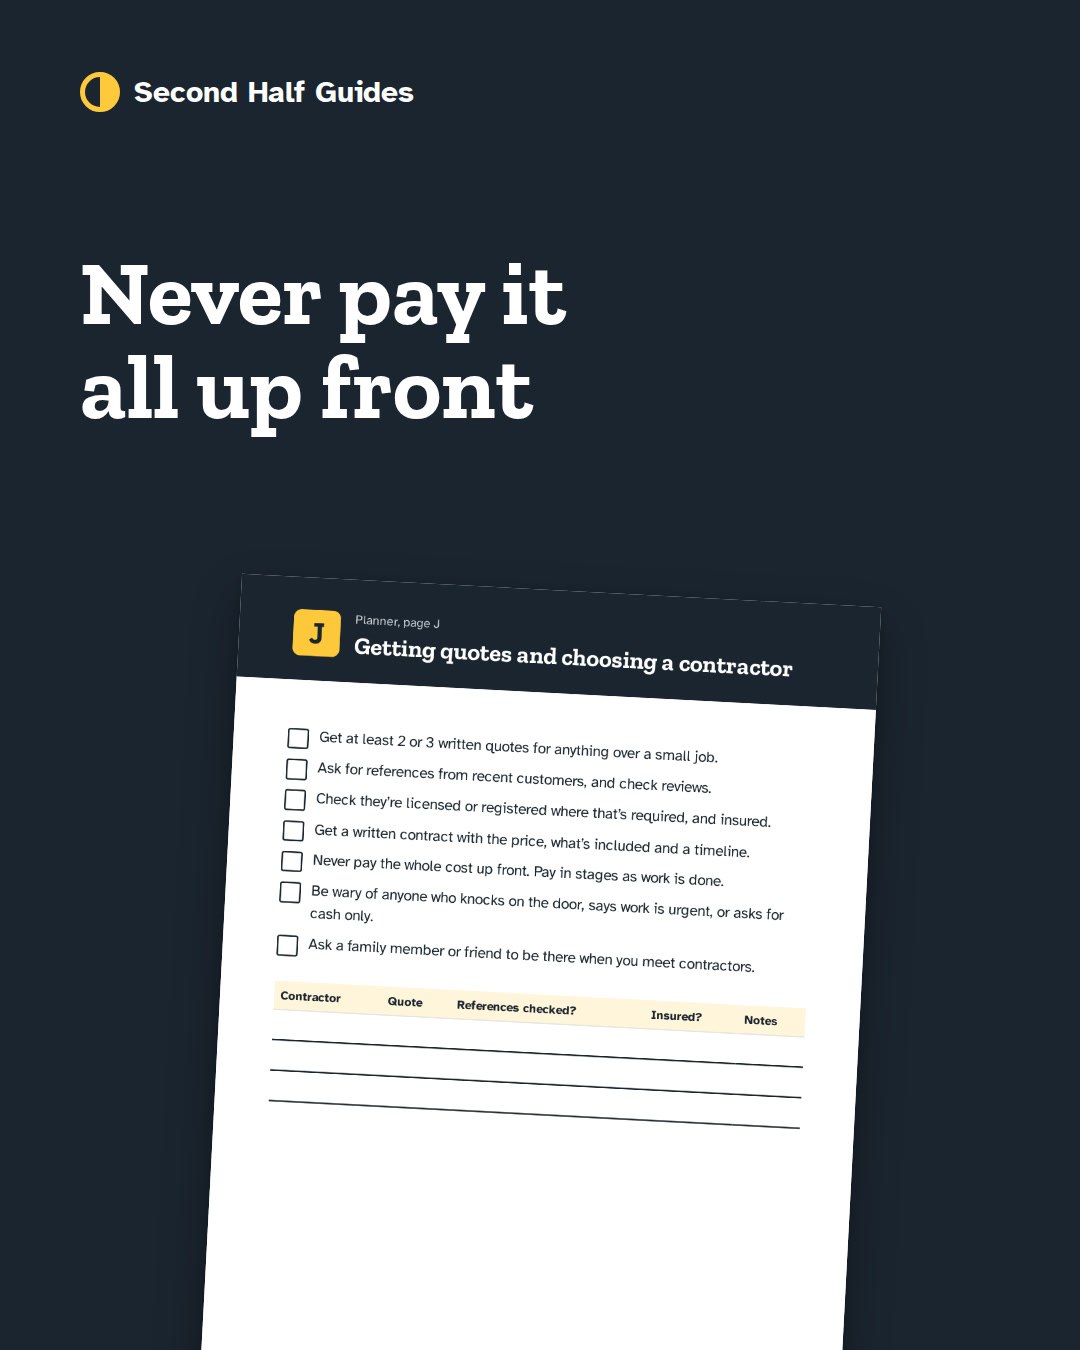 Second Half Guides
Never pay it
all up front
J
Planner, page J
Getting quotes and choosing a contractor
Get at least 2 or 3 written quotes for anything over a small job.
Ask for references from recent customers, and check reviews.
Check they’re licensed or registered where that’s required, and insured.
Get a written contract with the price, what’s included and a timeline.
Never pay the whole cost up front. Pay in stages as work is done.
Be wary of anyone who knocks on the door, says work is urgent, or asks for
cash only.
Ask a family member or friend to be there when you meet contractors.
Contractor Quote References checked? Insured? Notes